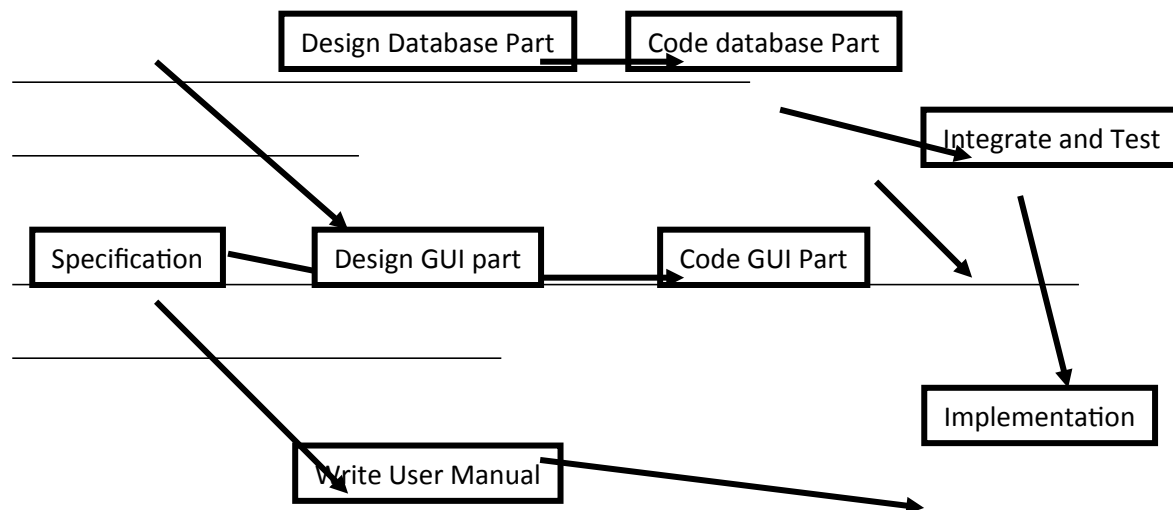 Design Database Part
Code database Part
Integrate and Test
Specification
Design GUI part
Code GUI Part
Implementation
Write User Manual